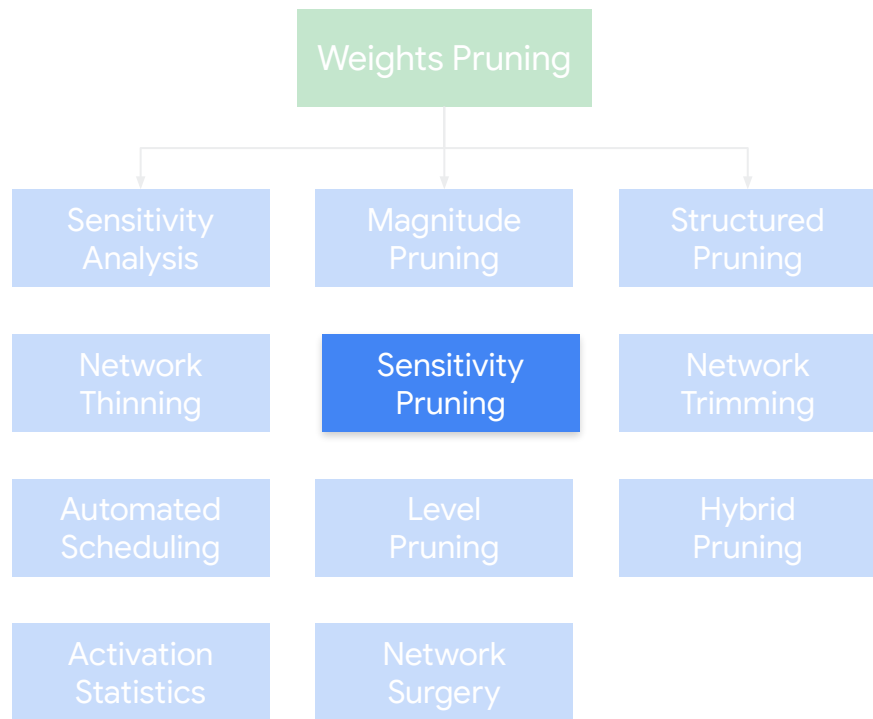 Weights Pruning
Sensitivity
Analysis
Magnitude
Pruning
Structured
Pruning
Network
Thinning
Sensitivity
Pruning
Network
Trimming
Automated
Scheduling
Level
Pruning
Hybrid
Pruning
Activation
Statistics
Network
Surgery